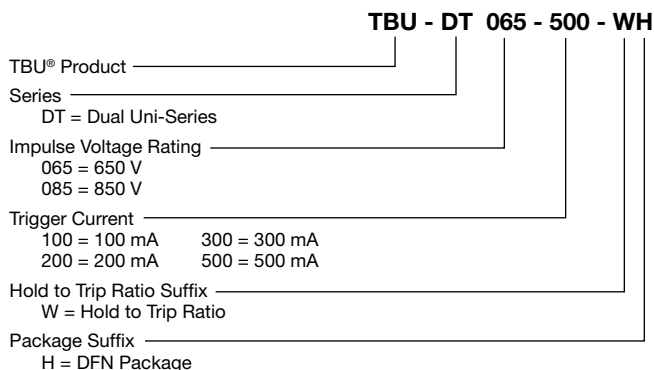 TBU - DT 065 - 500 - WH
TBU® Product
Series
DT = Dual Uni-Series
Impulse Voltage Rating
065 = 650 V
085 = 850 V
Trigger Current
100 = 100 mA 300 = 300 mA
200 = 200 mA 500 = 500 mA
Hold to Trip Ratio Suffix
W = Hold to Trip Ratio
Package Suffix
H = DFN Package